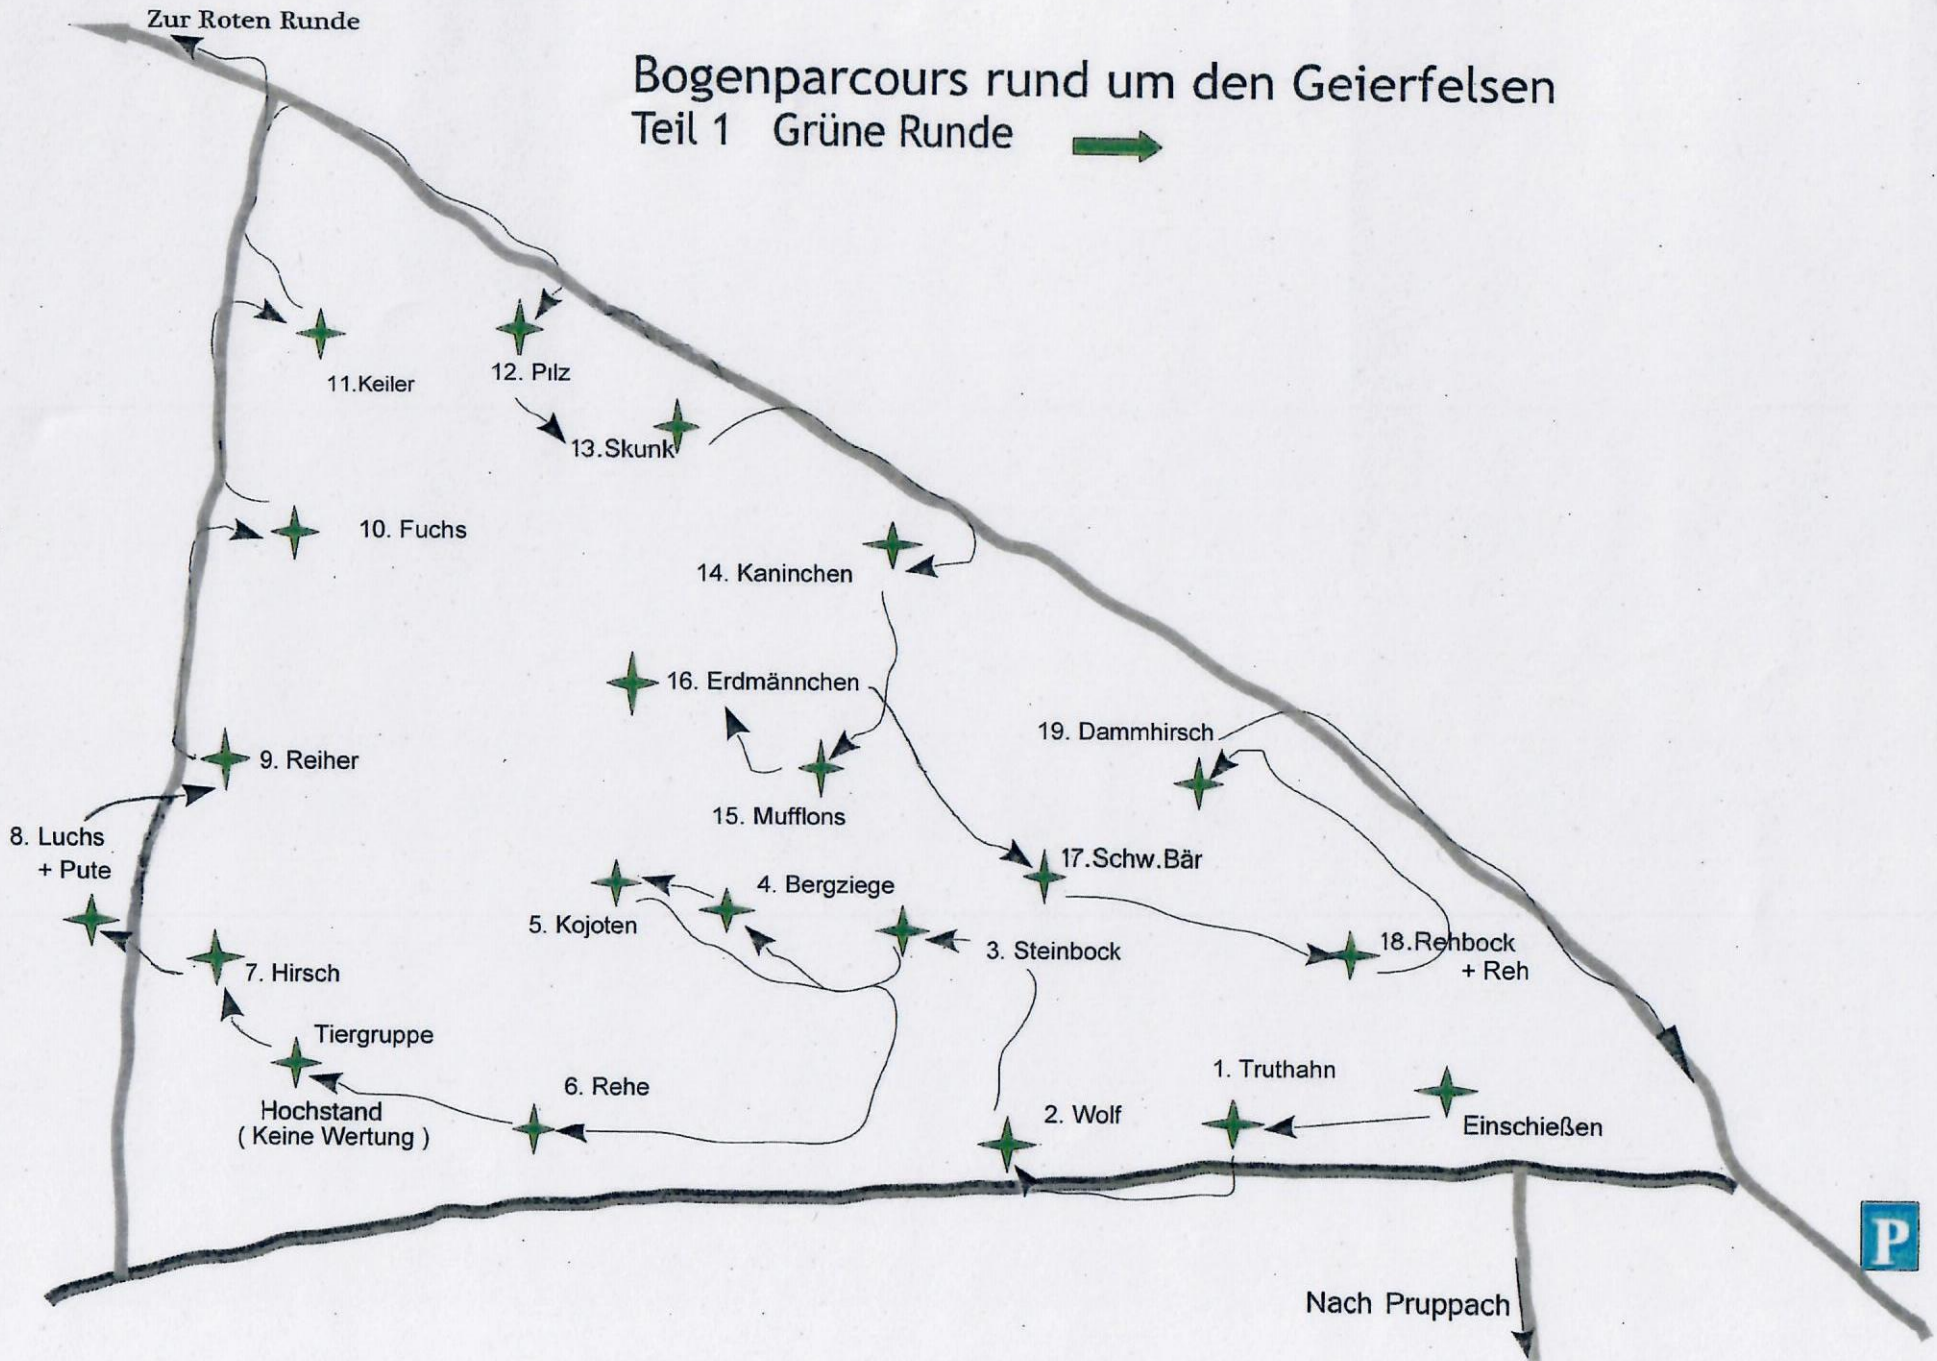 Zur Roten Runde
Bogenparcours rund um den Geierfelsen
Teil 1 Grüne Runde
11.Keiler
12. Pilz
13.Skunk
10. Fuchs
14. Kaninchen
16. Erdmännchen
19. Dammhirsch
9. Reiher
15. Mufflons
8. Luchs
+ Pute
17.Schw.Bär
4. Bergziege
5. Kojoten
3. Steinbock
18.Rehbock
+ Reh
7. Hirsch
Tiergruppe
Hochstand
( Keine Wertung )
6. Rehe
2. Wolf
1. Truthahn
Einschießen
P
Nach Pruppach